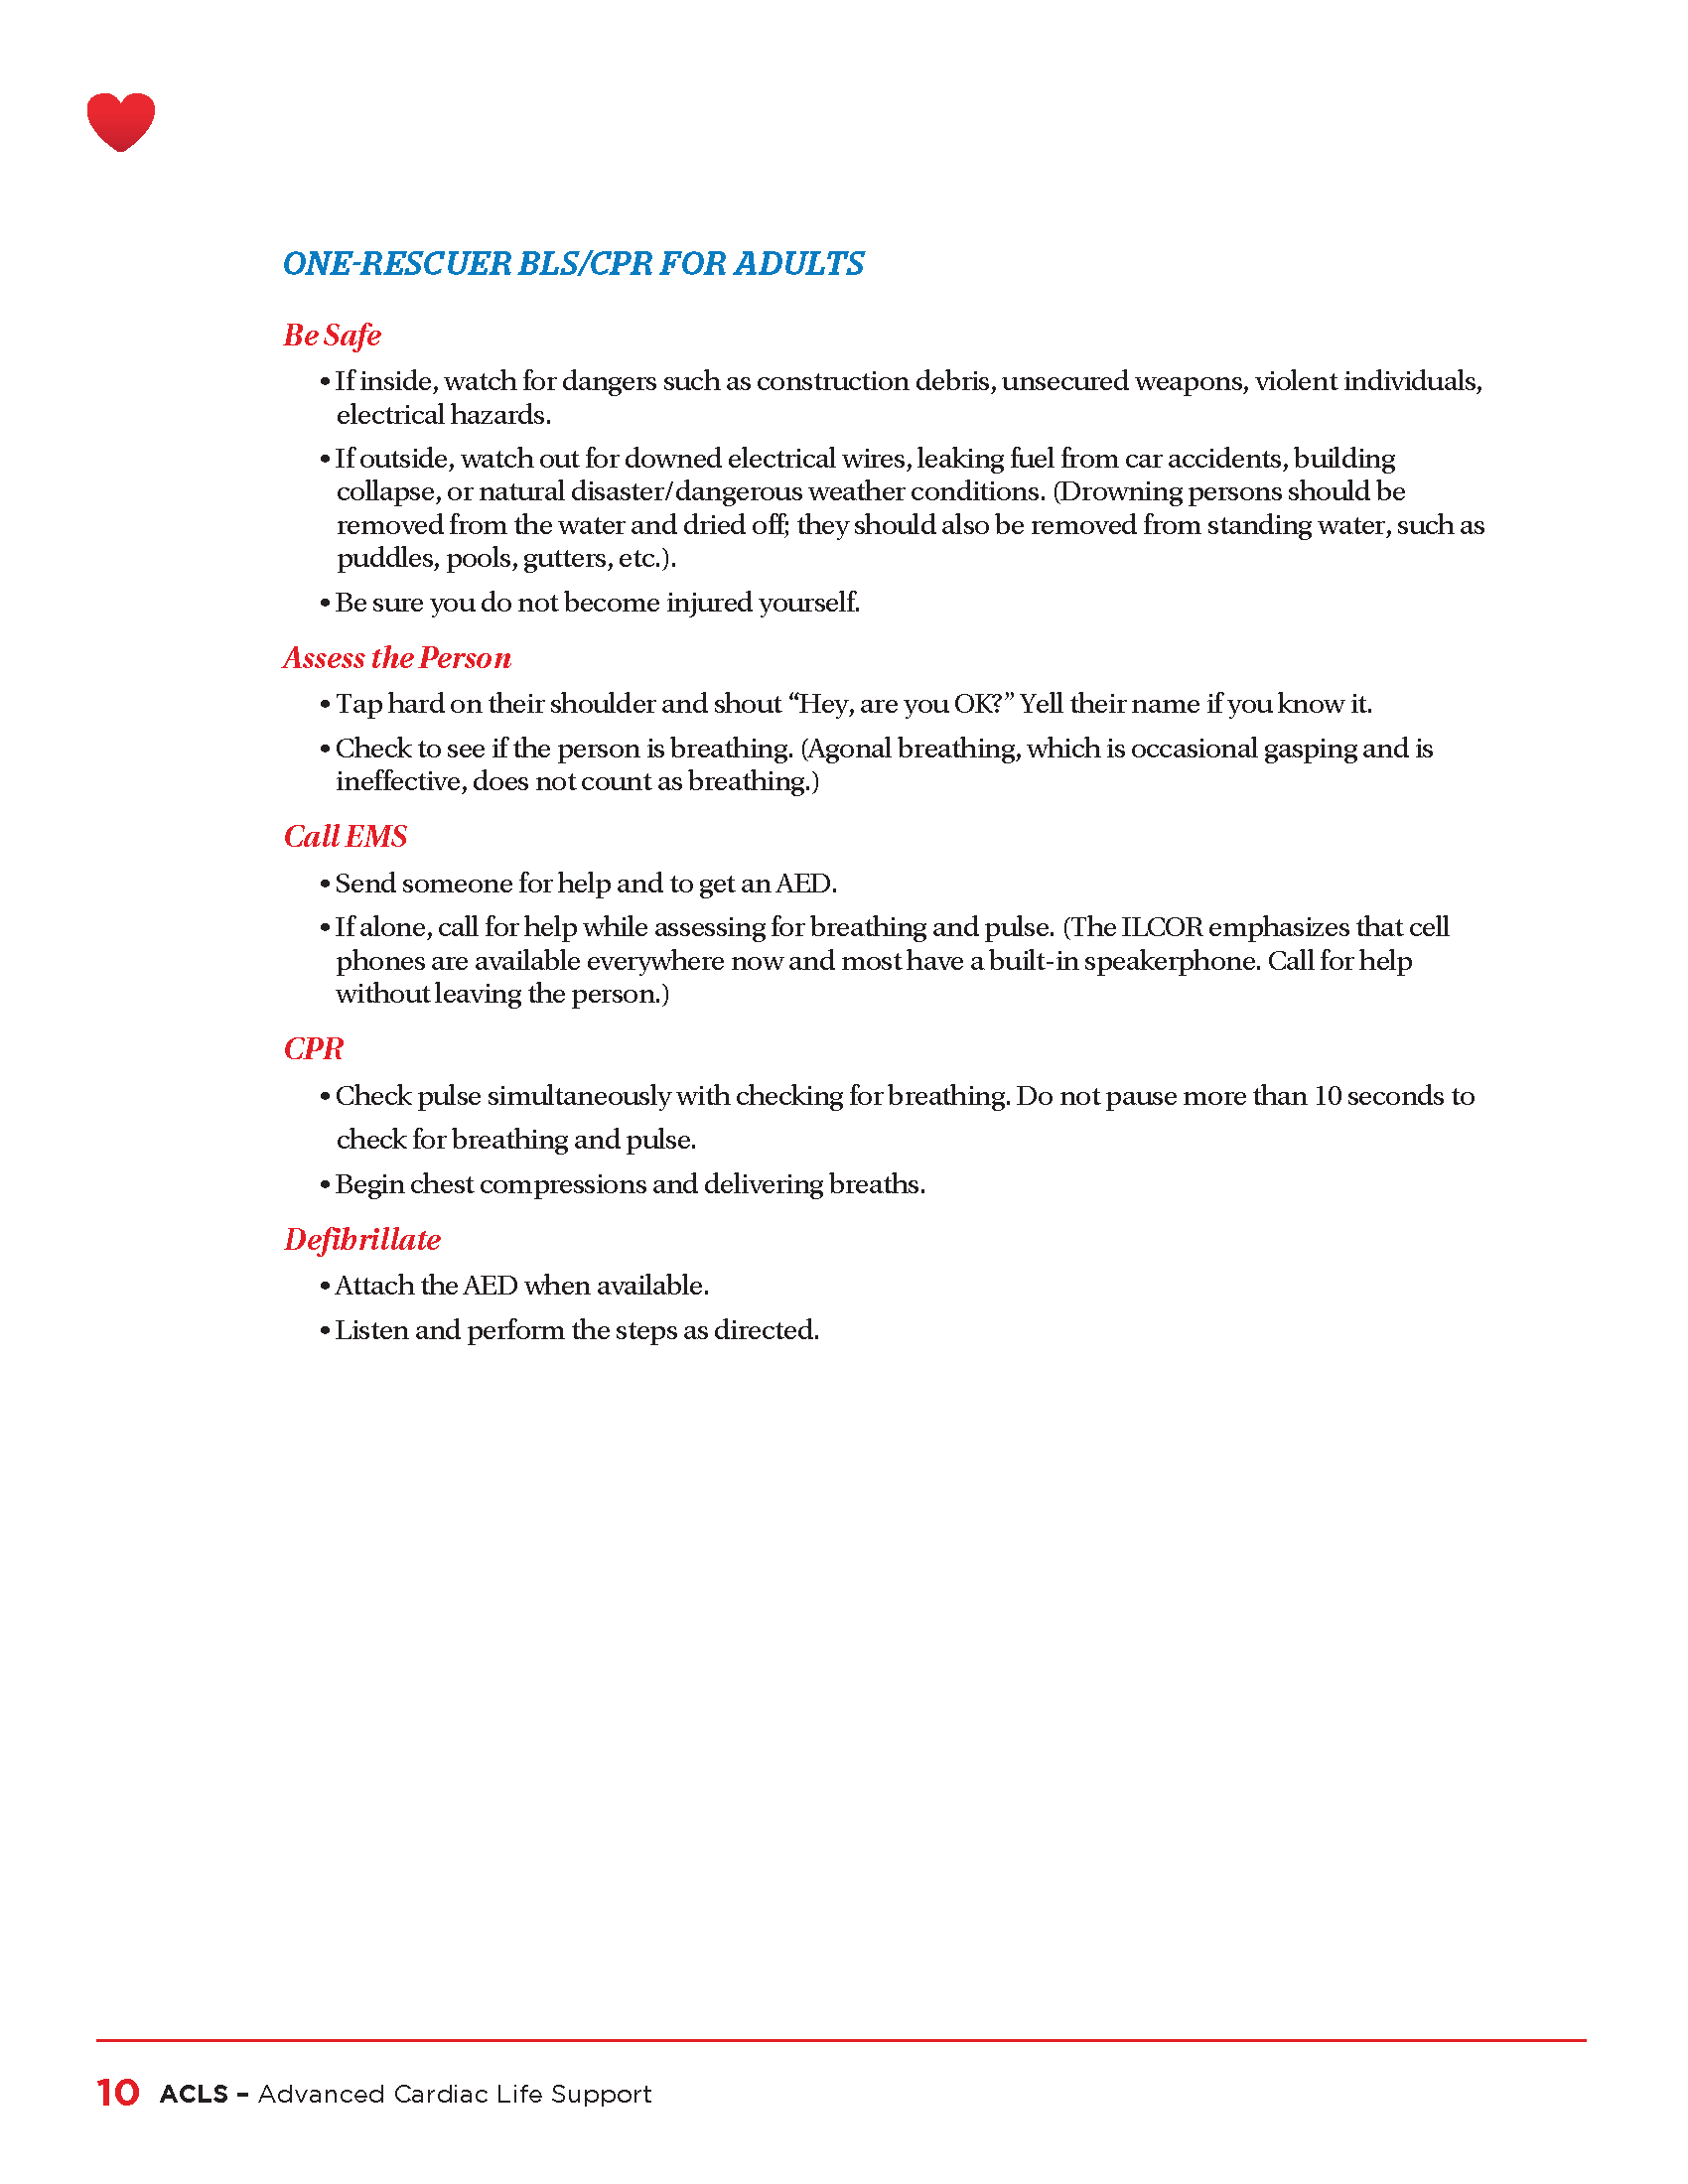 ONE-RESCUER BLS/CPR FOR ADULTS
Be Safe
• If inside, watch for dangers such as construction debris, unsecured weapons, violent individuals,
electrical hazards.
• If outside, watch out for downed electrical wires, leaking fuel from car accidents, building
collapse, or natural disaster/dangerous weather conditions. (Drowning persons should be
removed from the water and dried off; they should also be removed from standing water, such as
puddles, pools, gutters, etc.).
• Be sure you do not become injured yourself.
Assess the Person
• Tap hard on their shoulder and shout “Hey, are you OK?” Yell their name if you know it.
• Check to see if the person is breathing. (Agonal breathing, which is occasional gasping and is
ineffective, does not count as breathing.)
Call EMS
• Send someone for help and to get an AED.
• If alone, call for help while assessing for breathing and pulse. (The ILCOR emphasizes that cell
phones are available everywhere now and most have a built-in speakerphone. Call for help
without leaving the person.)
CPR
• Check pulse simultaneously with checking for breathing. Do not pause more than 10 seconds to
check for breathing and pulse.
• Begin chest compressions and delivering breaths.
Defibrillate
• Attach the AED when available.
• Listen and perform the steps as directed.
10 ACLS – Advanced Cardiac Life Support